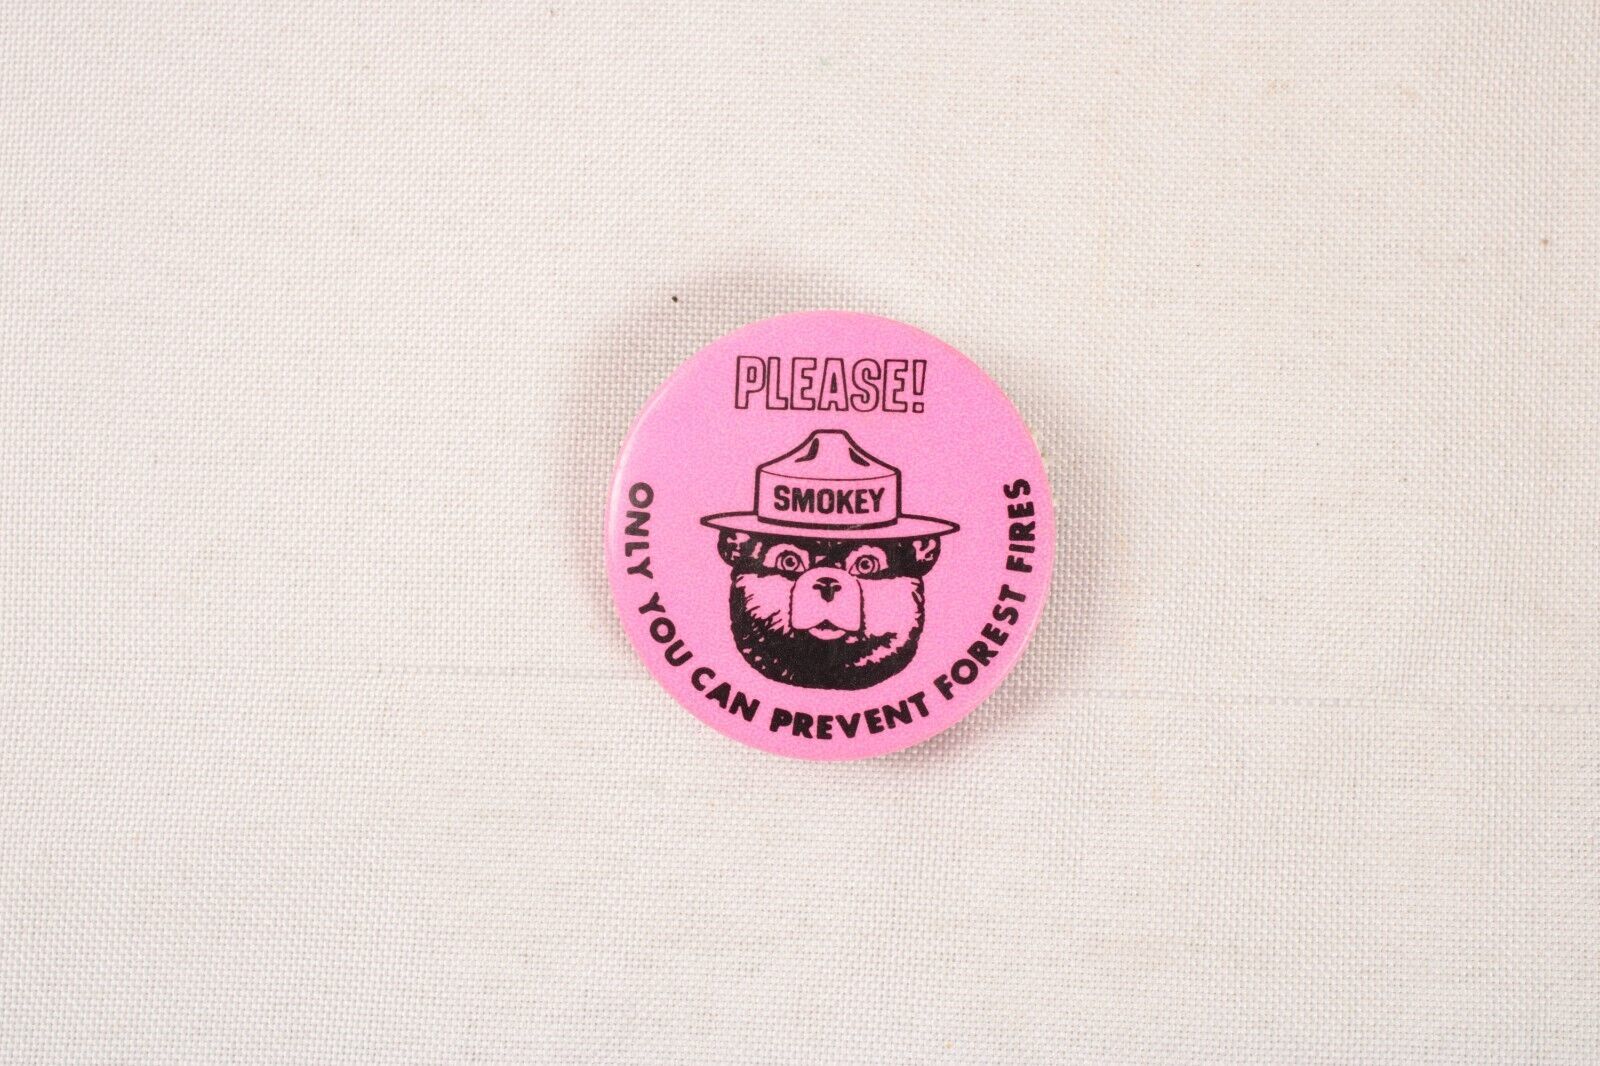 PLEASE!
SMOKEY
ONLY YOU CAN PREVENT FOREST FIRES